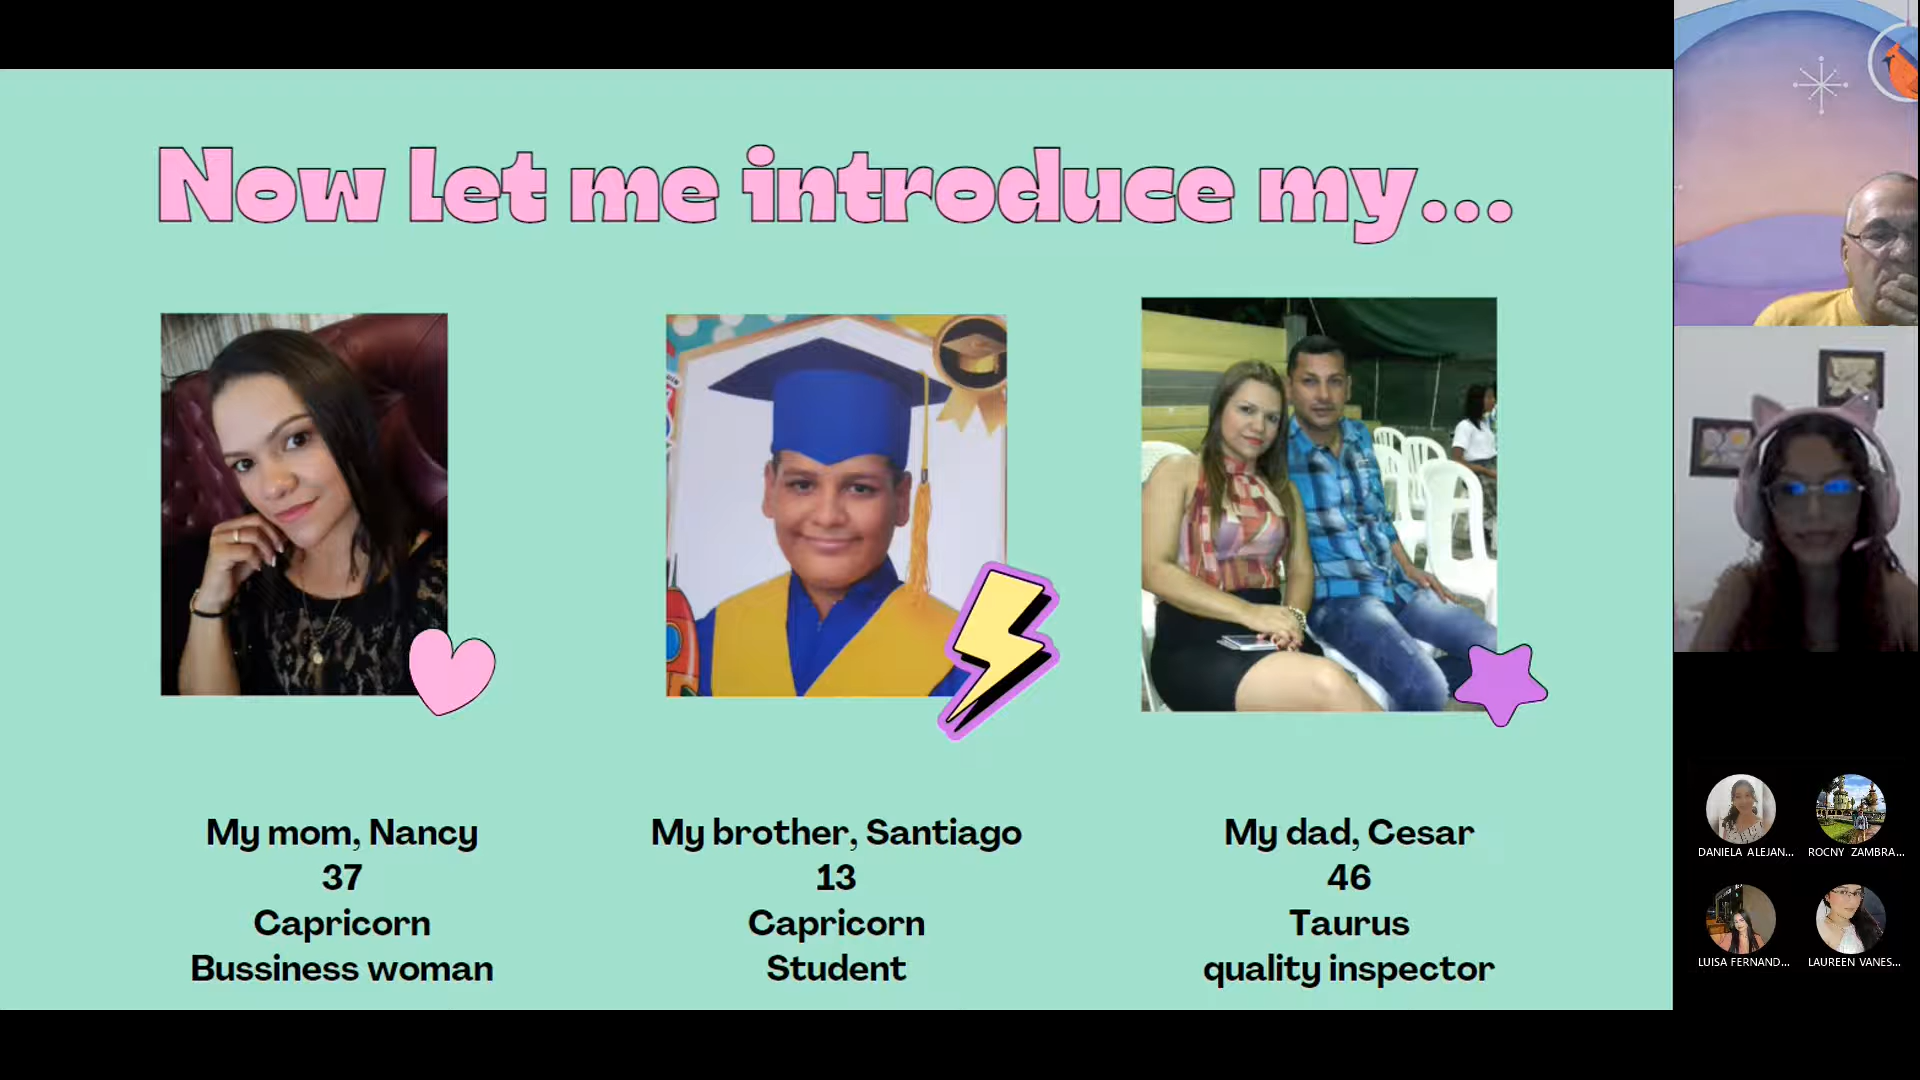 Now let me introduce my...
My mom, Nancy
37
Capricorn
Bussiness woman
My brother, Santiago
13
Capricorn
Student
My dad, Cesar
46
Taurus
quality inspector
DANIELA ALEJAN...
ROCNY ZAMBRA...
LUISA FERNAND...
LAUREEN VANES...